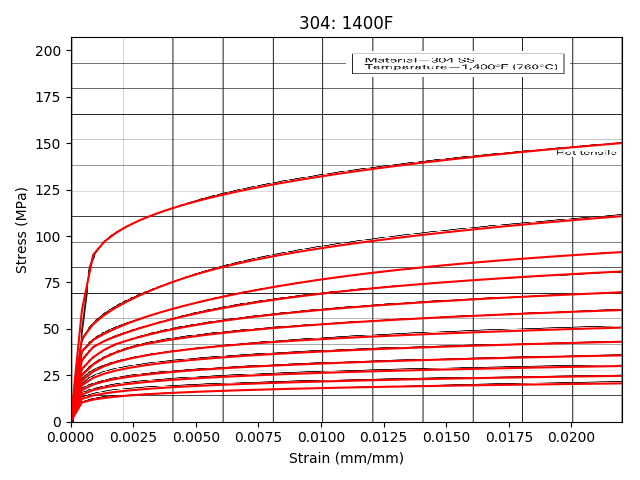 304: 1400F
Material—304 SS
Temperature—1,400°F (760°C)
Hot tensile
Stress (MPa)
200
175
150
125
100
75
50
25
0
0.0000 0.0025 0.0050 0.0075 0.0100 0.0125 0.0150 0.0175 0.0200
Strain (mm/mm)